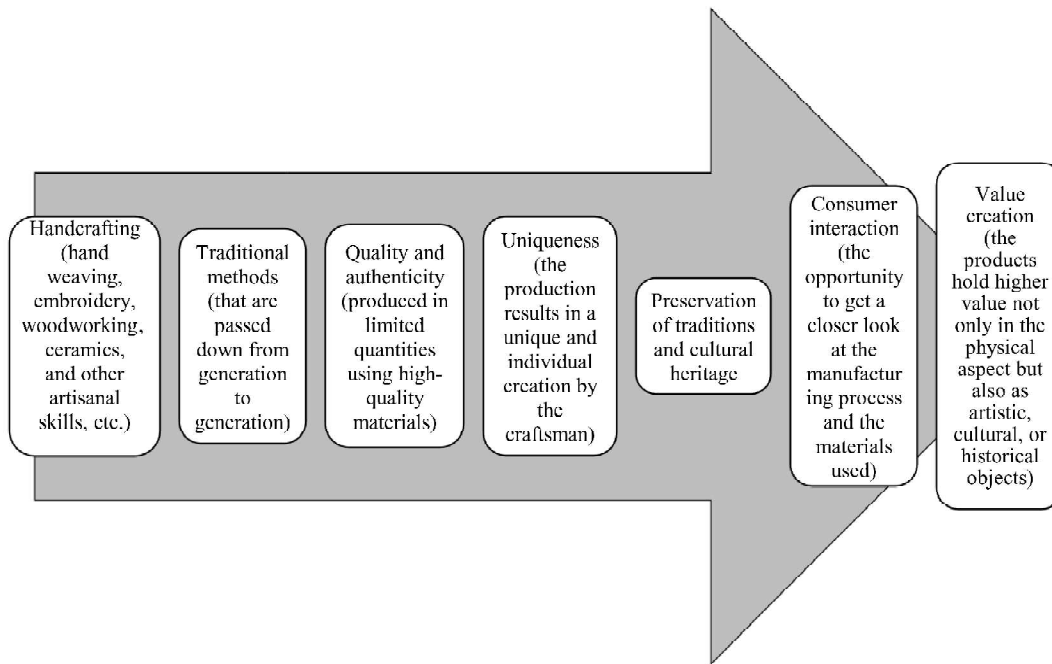 Handcrafting
(hand
weaving,
embroidery,
woodworking,
ceramics,
and other
artisanal
skills, etc.)
Traditional
methods
(that are
passed
down from
generation
to
generation)
Quality and
authenticity
(produced in
limited
quantities
using high-
quality
materials)
Uniqueness
(the
production
results in a
unique and
individual
creation by
the
craftsman)
Preservation
of traditions
and cultural
heritage
Consumer
interaction
(the
opportunity
to get a
closer look
at the
manufactur
ing process
and the
materials
used)
Value
creation
(the
products
hold higher
value not
only in the
physical
aspect but
also as
artistic,
cultural, or
historical
objects)